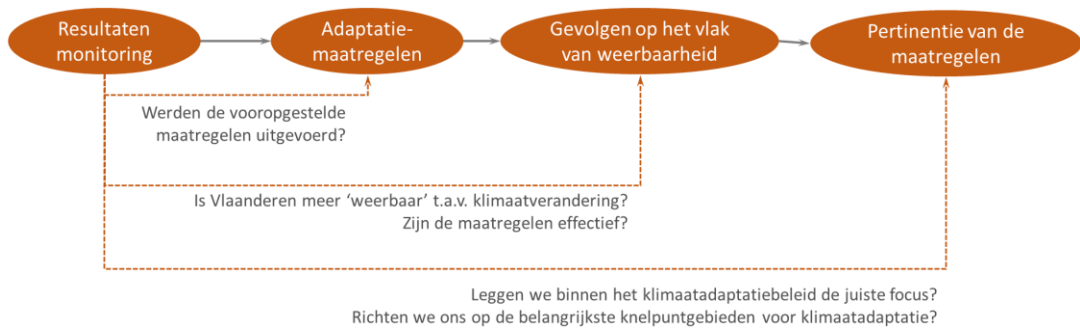 Resultaten
monitoring
Adaptatie-
maatregelen
Gevolgen op het vlak
van weerbaarheid
Pertinentie van de
maatregelen
Werden de vooropgestelde
maatregelen uitgevoerd?
Is Vlaanderen meer ‘weerbaar’ t.a.v. klimaatverandering?
Zijn de maatregelen effectief?
Leggen we binnen het klimaatadaptatiebeleid de juiste focus?
Richten we ons op de belangrijkste knelpuntgebieden voor klimaatadaptatie?